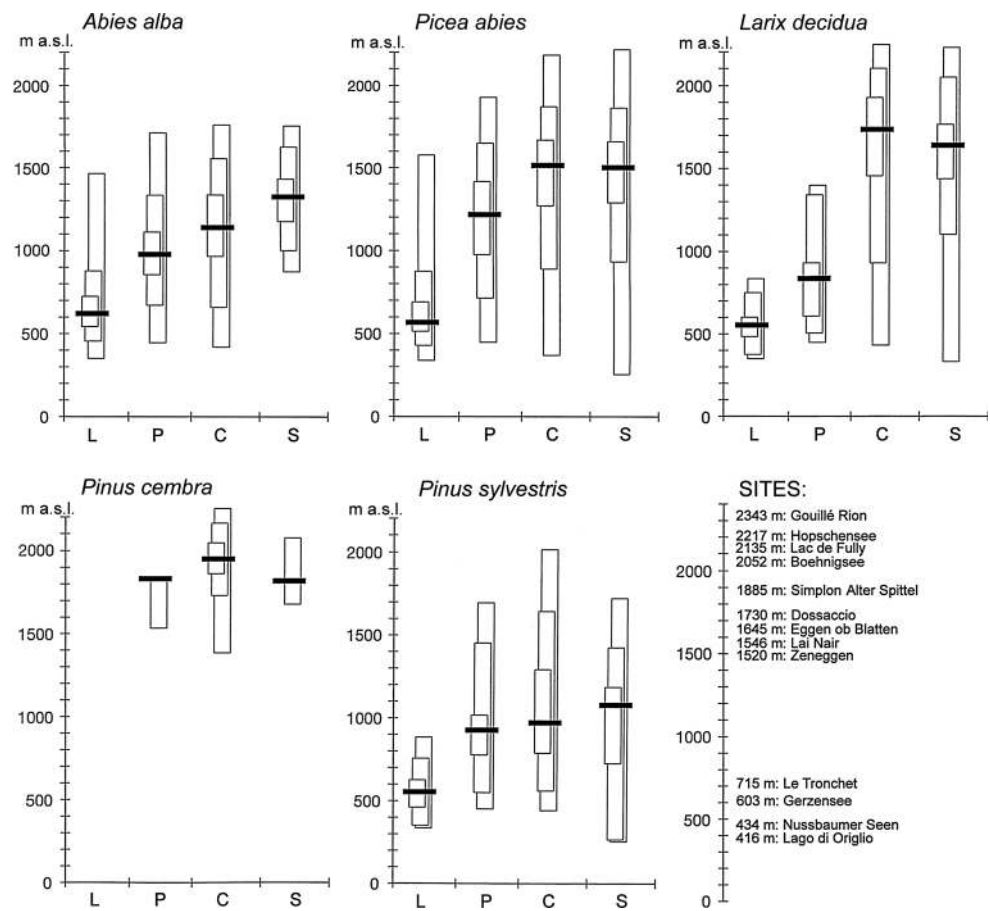 Abies alba
m a.s.l.
2000
1500
1000
500
0
L P C S
Picea abies
m a.s.l.
2000
1500
1000
500
0
L P C S
Larix decidua
m a.s.l.
2000
1500
1000
500
0
L P C S
Pinus cembra
m a.s.l.
2000
1500
1000
500
0
L P C S
Pinus sylvestris
m a.s.l.
2000
1500
1000
500
0
L P C S
SITES:
2343 m: Gouillé Rion
2217 m: Hopschensee
2135 m: Lac de Fully
2052 m: Boehnigsee
2000
1885 m: Simplon Alter Spittel
1730 m: Dossaccio
1645 m: Eggen ob Blatten
1546 m: Lai Nair
1500
1520 m: Zeneggen
1000
715 m: Le Tronchet
603 m: Gerzensee
500
434 m: Nussbaumer Seen
416 m: Lago di Origlio
0